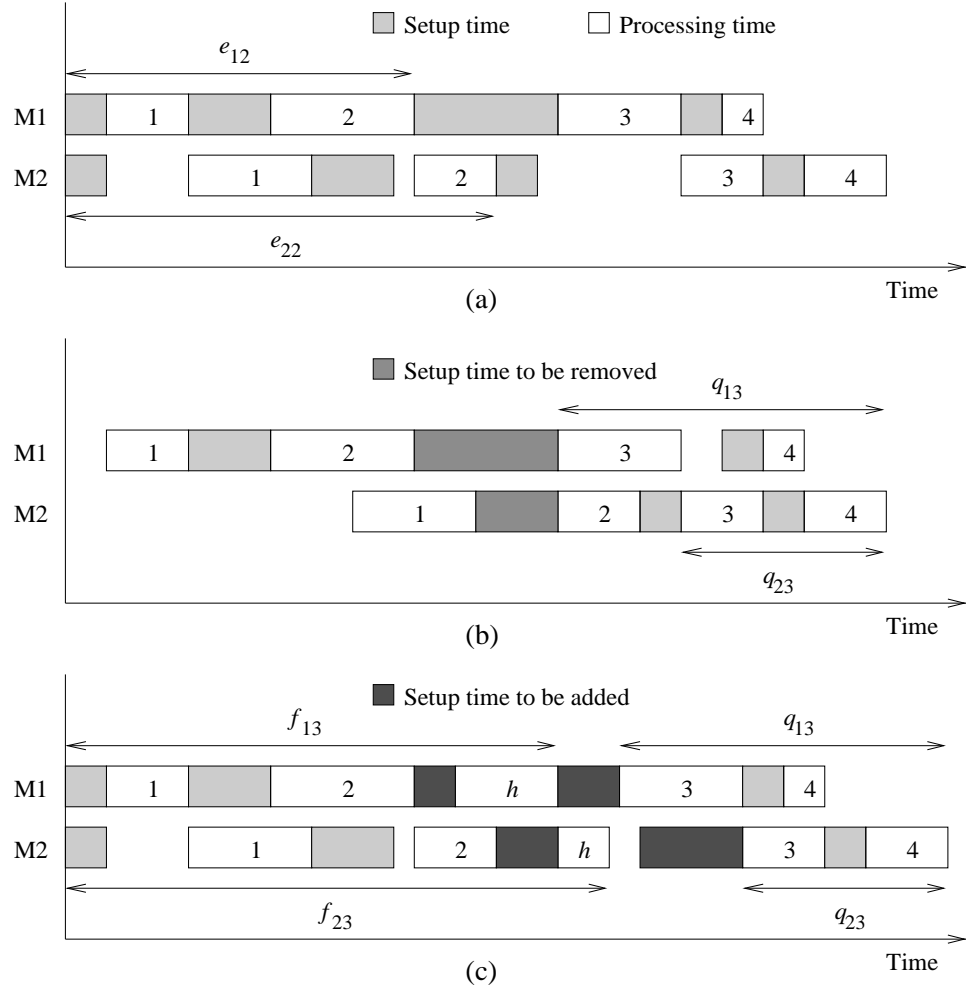 Setup time Processing time
e12
M1 1 2 3 4
M2 1 2 3 4
e22
Time
(a)
Setup time to be removed
q13
M1 1 2 3 4
M2 1 2 3 4
q23
Time
(b)
Setup time to be added
f13 q13
M1 1 2 h 3 4
M2 1 2 h 3 4
f23 q23
Time
(c)